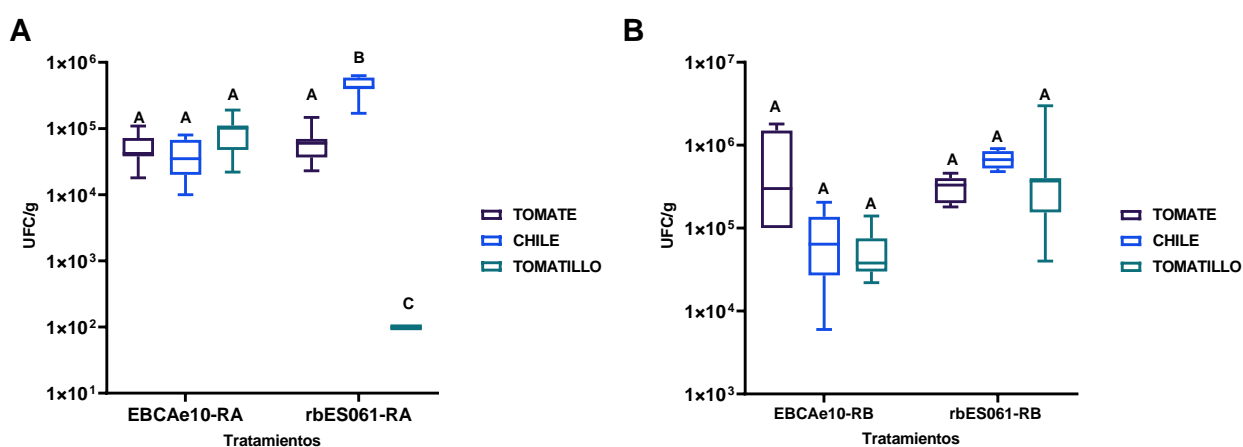 A
UFC/g
1×10⁶
1×10⁵
1×10⁴
1×10³
1×10²
1×10¹
A
A
A
A
B
C
EBCAe10-RA
rbES061-RA
Tratamientos
TOMATE
CHILE
TOMATILLO
B
UFC/g
1×10⁷
1×10⁶
1×10⁵
1×10⁴
1×10³
A
A
A
A
A
A
EBCAe10-RB
rbES061-RB
Tratamientos
TOMATE
CHILE
TOMATILLO